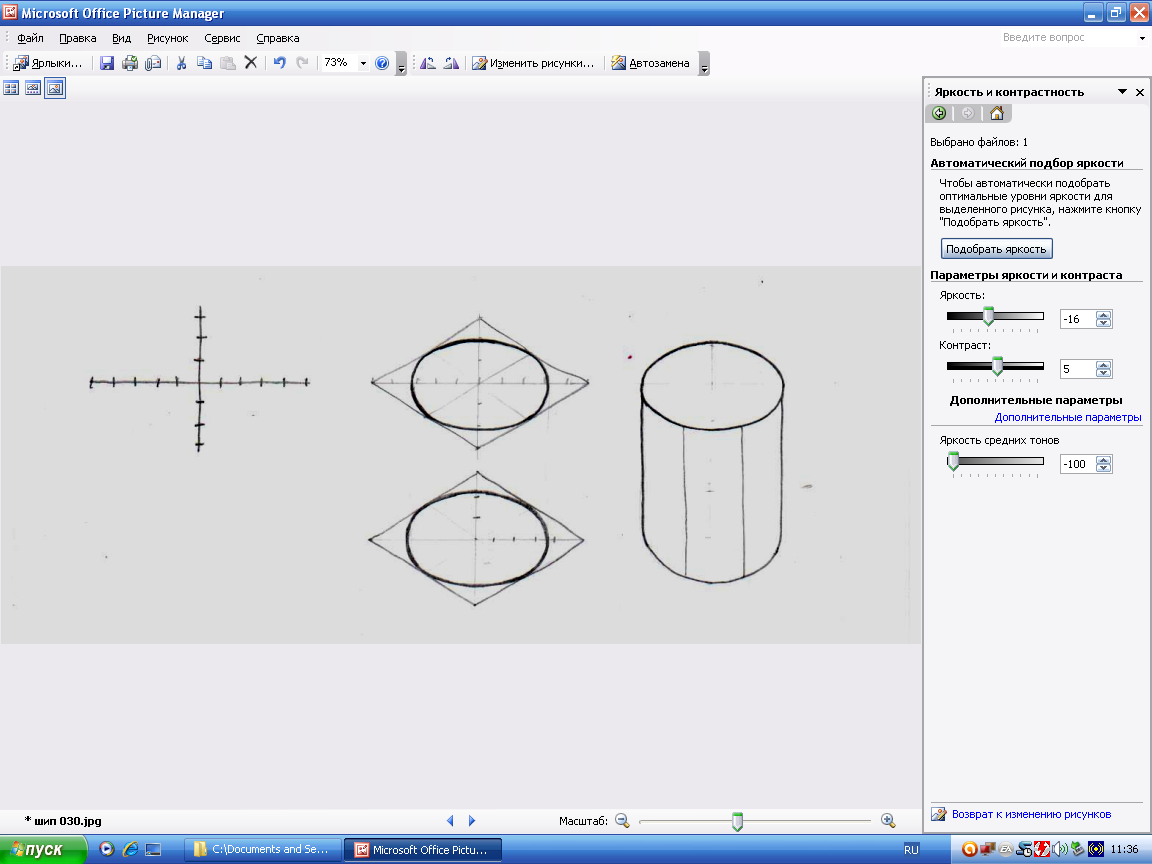 Microsoft Office Picture Manager
Файл Правка Вид Рисунок Сервис Справка
Введите вопрос
Ярлыки... 73% Изменить рисунки... Автозамена
Яркость и контрастность
Выбрано файлов: 1
Автоматический подбор яркости
Чтобы автоматически подобрать
оптимальные уровни яркости для
выделенного рисунка, нажмите кнопку
"Подобрать яркость".
Подобрать яркость
Параметры яркости и контраста
Яркость:
-16
Контраст:
5
Дополнительные параметры
Дополнительные параметры
Яркость средних тонов
-100
Возврат к изменению рисунков
* шип 030.jpg
Масштаб:
пуск
C:\Documents and Se...
Microsoft Office Pictu...
RU
11:36